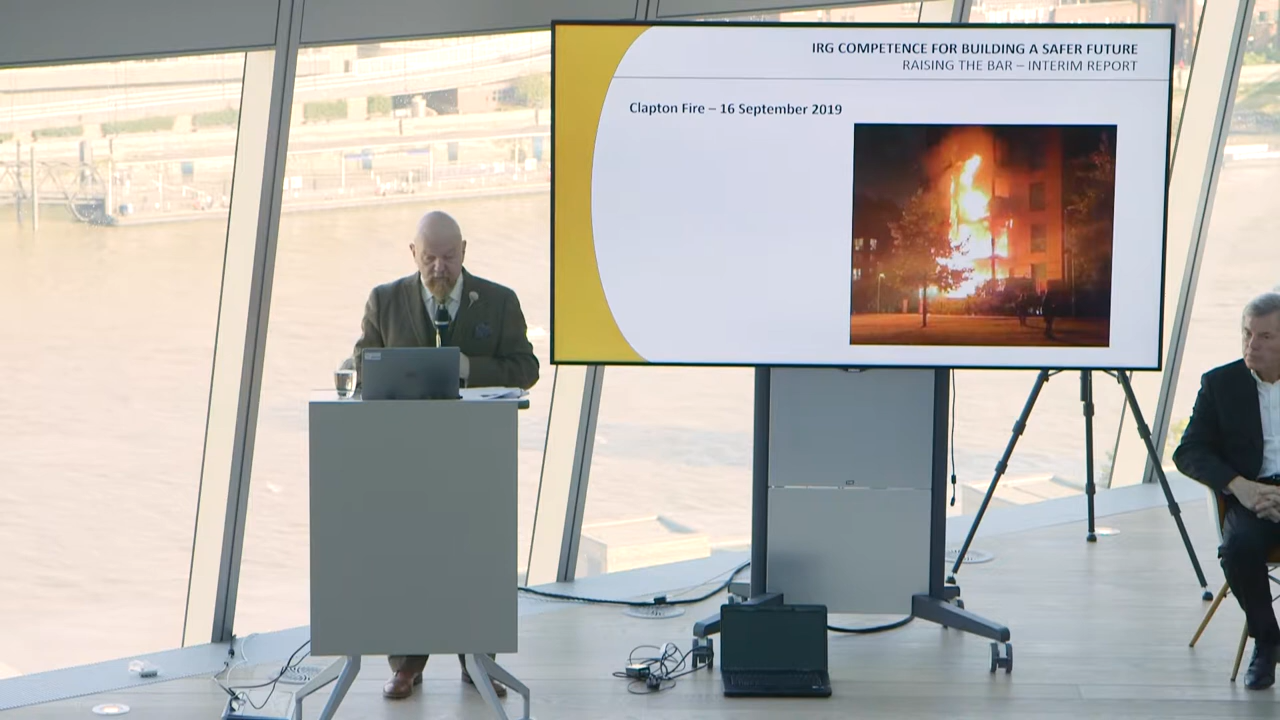 IRG COMPETENCE FOR BUILDING A SAFER FUTURE
RAISING THE BAR – INTERIM REPORT
Clapton Fire – 16 September 2019